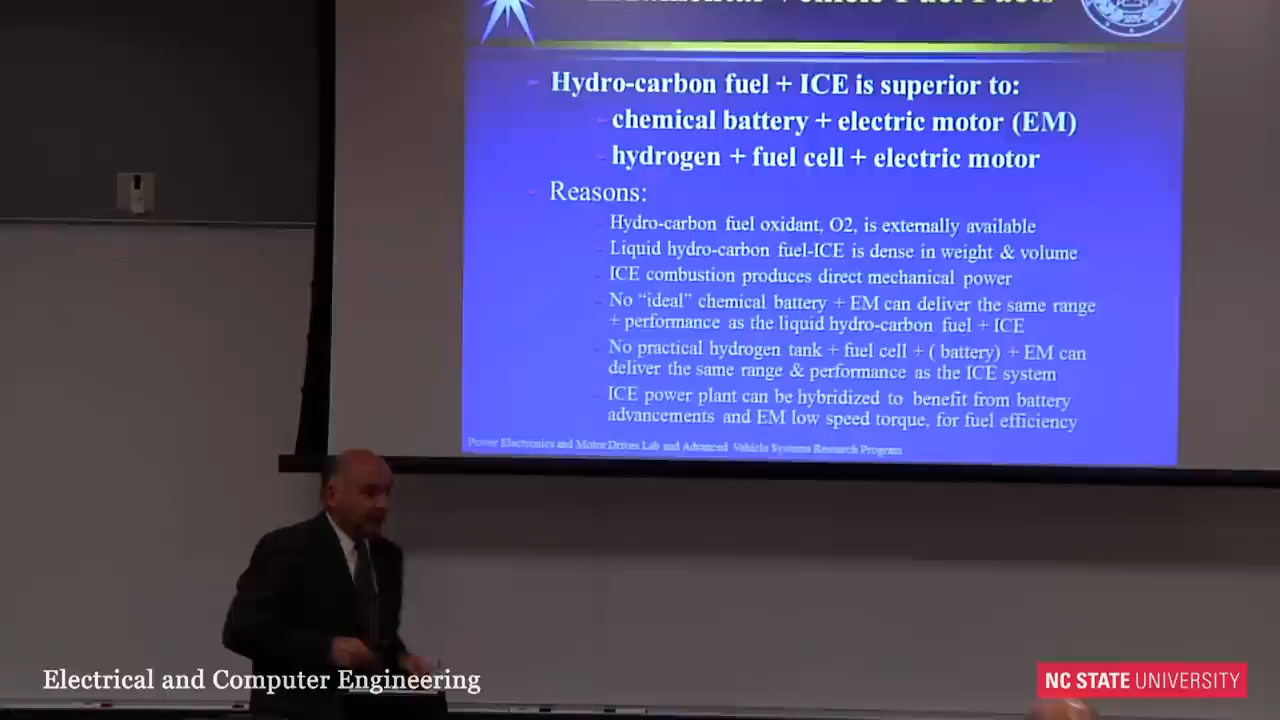 Vehicle Fuel Facts
Hydro-carbon fuel + ICE is superior to:
chemical battery + electric motor (EM)
hydrogen + fuel cell + electric motor
Reasons:
Hydro-carbon fuel oxidant, O2, is externally available
Liquid hydro-carbon fuel-ICE is dense in weight & volume
ICE combustion produces direct mechanical power
No “ideal” chemical battery + EM can deliver the same range
+ performance as the liquid hydro-carbon fuel + ICE
No practical hydrogen tank + fuel cell + ( battery) + EM can
deliver the same range & performance as the ICE system
ICE power plant can be hybridized to benefit from battery
advancements and EM low speed torque, for fuel efficiency
Power Electronics and Motor Drives Lab and Advanced Vehicle Systems Research Program
Electrical and Computer Engineering
NC STATE UNIVERSITY